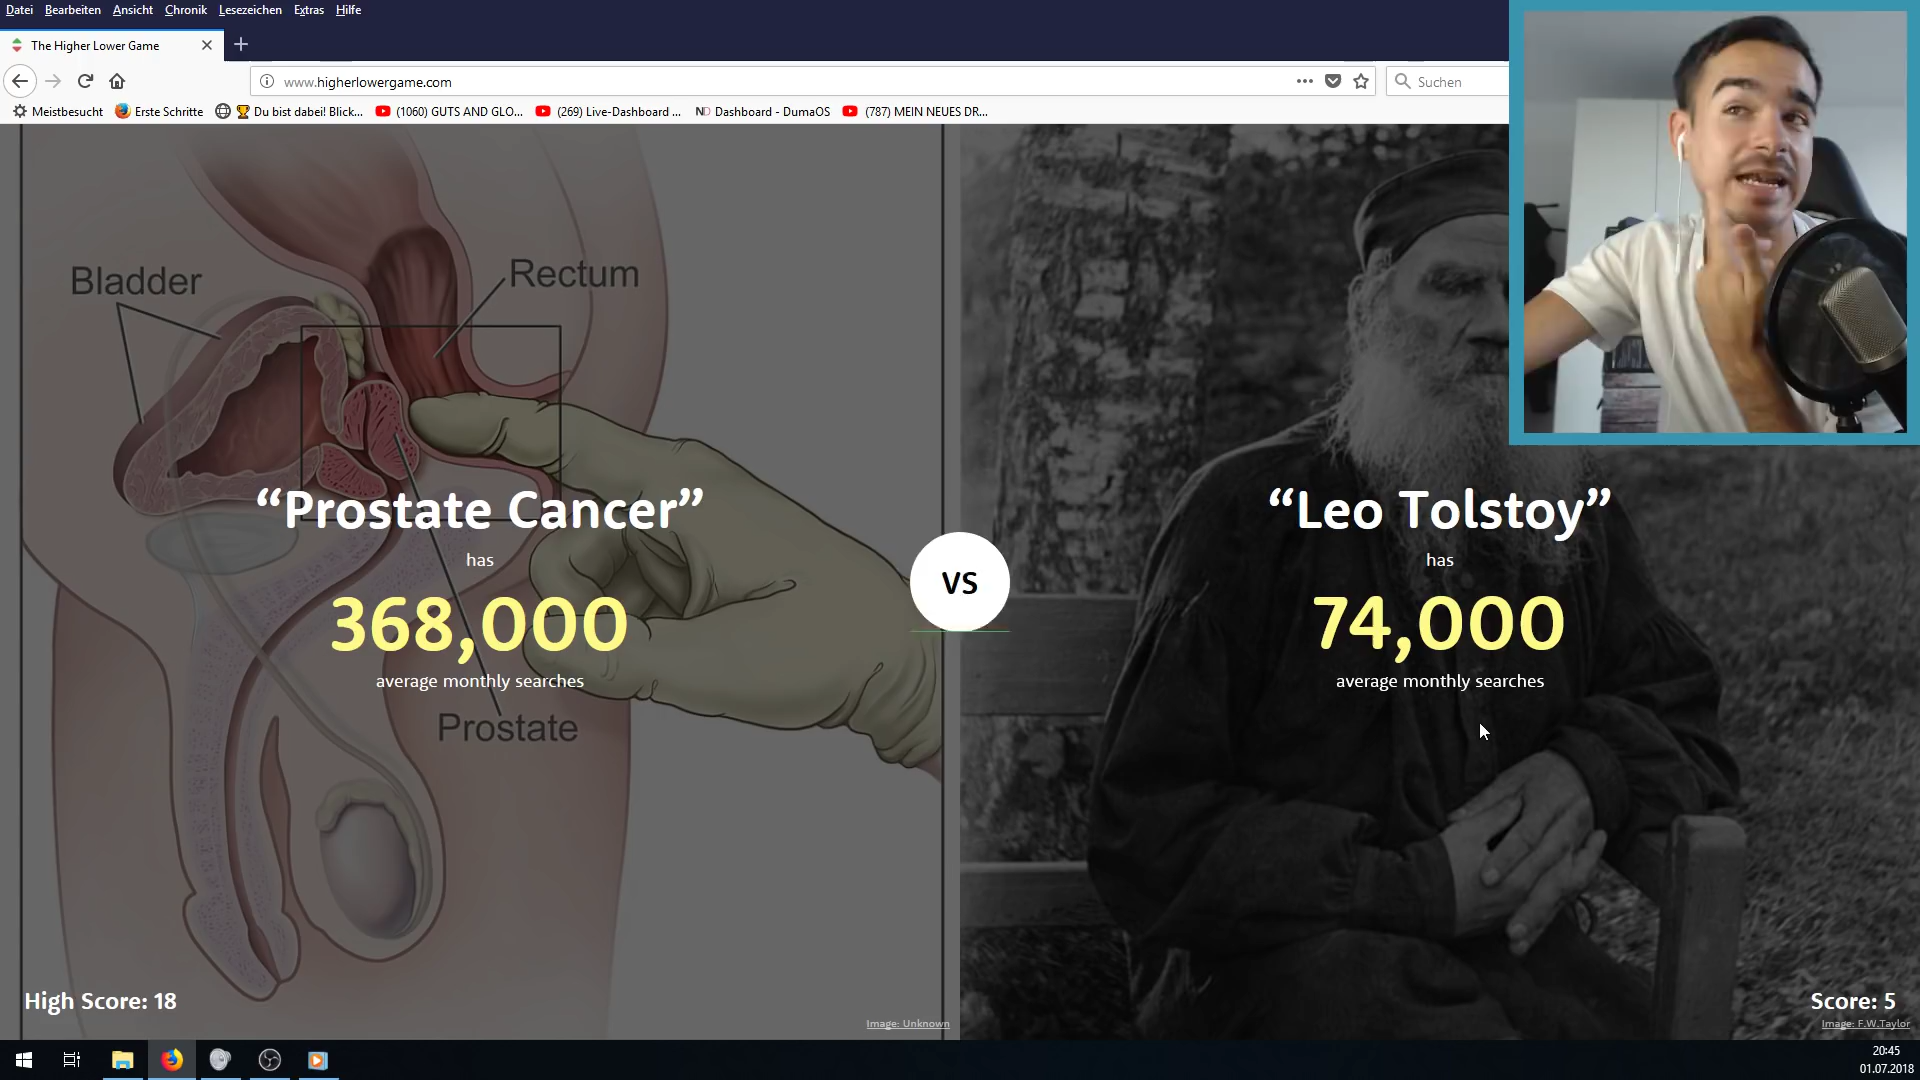 Datei Bearbeiten Ansicht Chronik Lesezeichen Extras Hilfe
The Higher Lower Game
www.higherlowergame.com
Suchen
Meistbesucht Erste Schritte Du bist dabei! Blick... (1060) GUTS AND GLO... (269) Live-Dashboard ... ND Dashboard - DumaOS (787) MEIN NEUES DR...
Bladder
Rectum
“Prostate Cancer”
has
368,000
average monthly searches
Prostate
VS
“Leo Tolstoy”
has
74,000
average monthly searches
High Score: 18
Image: Unknown
Score: 5
Image: F.W.Taylor
20:45
01.07.2018